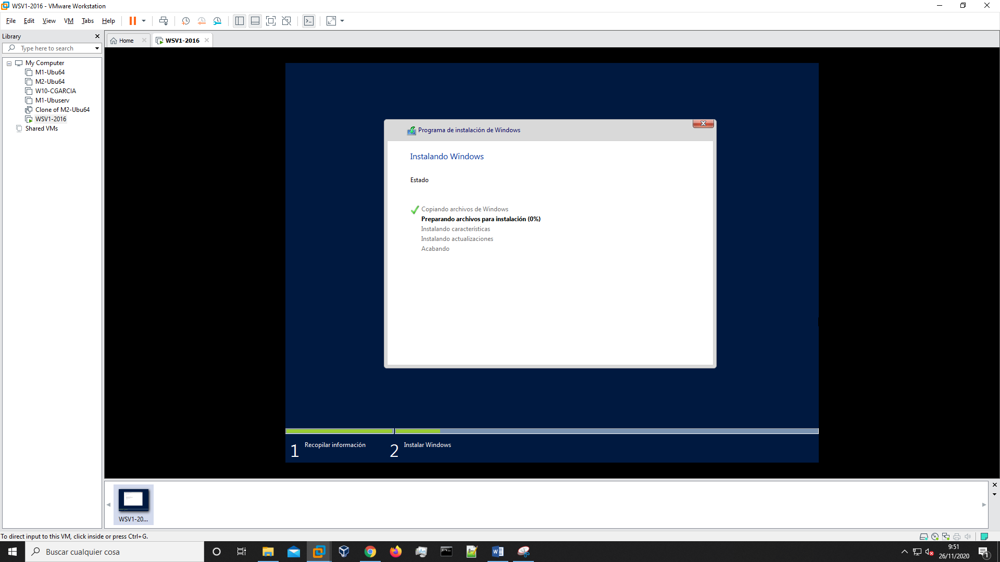 WSV1-2016 - VMware Workstation
File Edit View VM Tabs Help
Library
Type here to search
My Computer
M1-Ubu64
M2-Ubu64
W10-CGARCIA
M1-Ubuserv
Clone of M2-Ubu64
WSV1-2016
Shared VMs
Home
WSV1-2016
Programa de instalación de Windows
Instalando Windows
Estado
Copiando archivos de Windows
Preparando archivos para instalación (0%)
Instalando características
Instalando actualizaciones
Acabando
1 Recopilar información
2 Instalar Windows
WSV1-20...
To direct input to this VM, click inside or press Ctrl+G.
Buscar cualquier cosa
9:51
26/11/2020
1